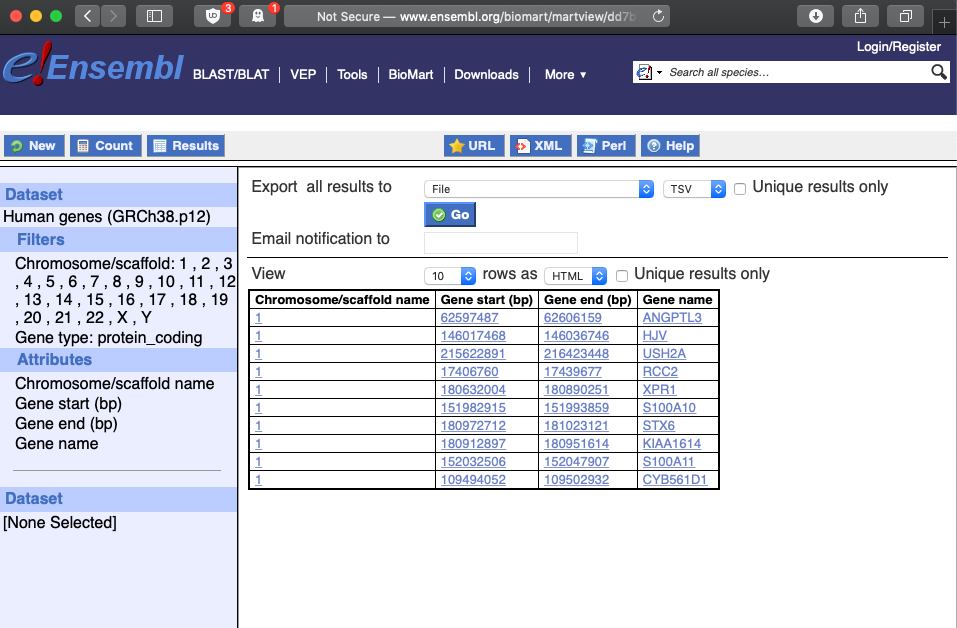 3
1
Not Secure — www.ensembl.org/biomart/martview/dd7b
Login/Register
e!Ensembl
BLAST/BLAT | VEP | Tools | BioMart | Downloads | More ▼
e! Search all species...
New Count Results URL XML Perl Help
Dataset
Human genes (GRCh38.p12)
Filters
Chromosome/scaffold: 1 , 2 , 3
, 4 , 5 , 6 , 7 , 8 , 9 , 10 , 11 , 12
, 13 , 14 , 15 , 16 , 17 , 18 , 19
, 20 , 21 , 22 , X , Y
Gene type: protein_coding
Attributes
Chromosome/scaffold name
Gene start (bp)
Gene end (bp)
Gene name
Dataset
[None Selected]
Export all results to File TSV Unique results only
Go
Email notification to
View 10 rows as HTML Unique results only
Chromosome/scaffold name Gene start (bp) Gene end (bp) Gene name
1 62597487 62606159 ANGPTL3
1 146017468 146036746 HJV
1 215622891 216423448 USH2A
1 17406760 17439677 RCC2
1 180632004 180890251 XPR1
1 151982915 151993859 S100A10
1 180972712 181023121 STX6
1 180912897 180951614 KIAA1614
1 152032506 152047907 S100A11
1 109494052 109502932 CYB561D1